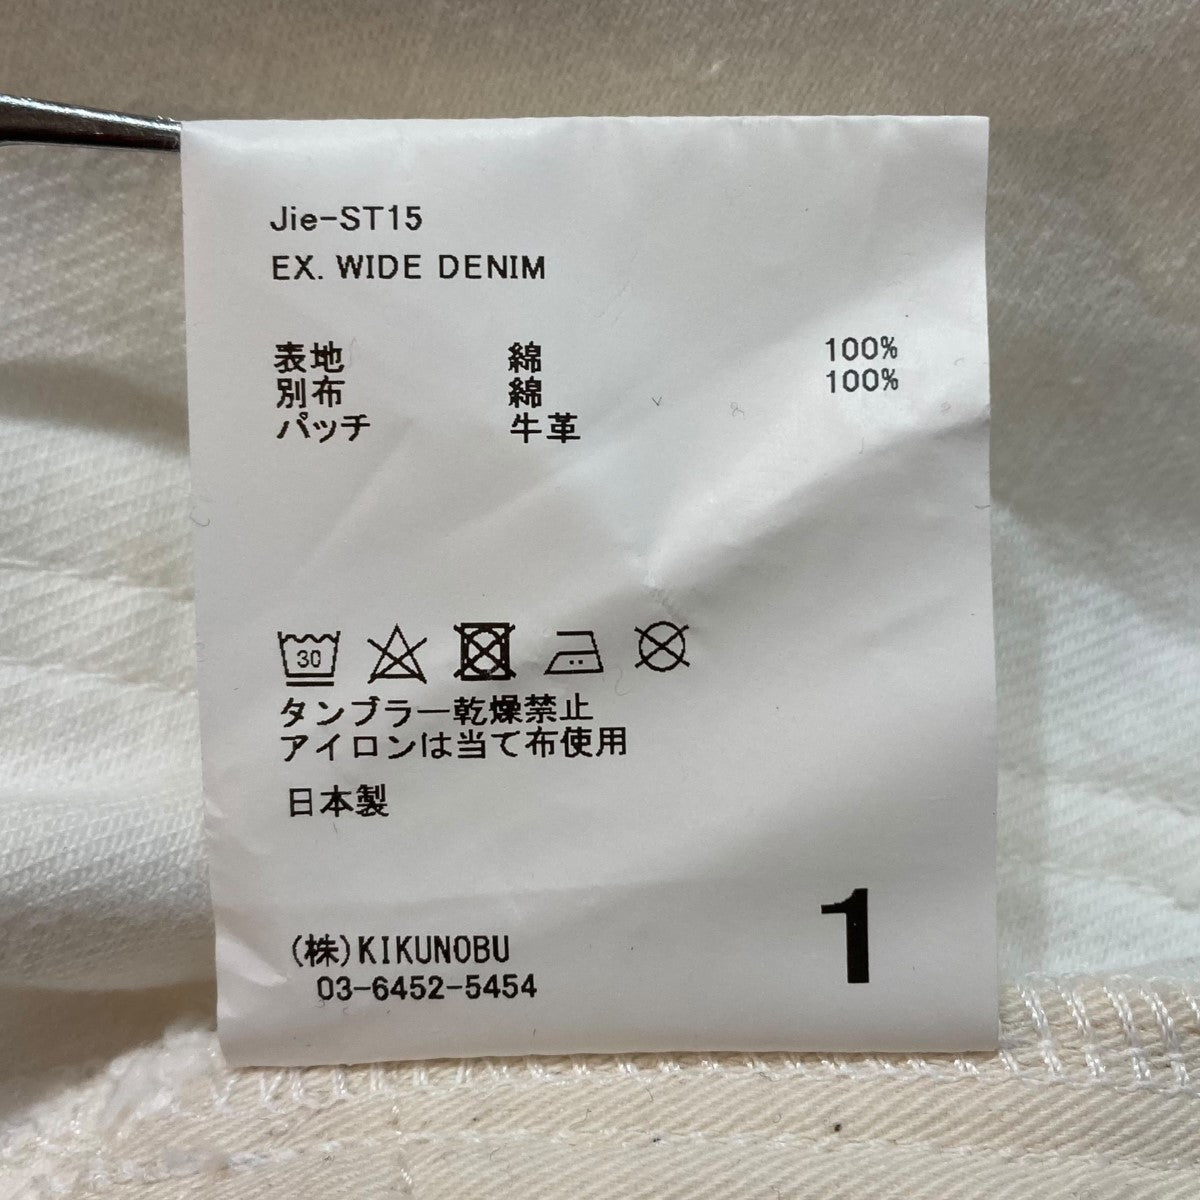 Jie-ST15
EX. WIDE DENIM
表地 綿 100%
別布 綿 100%
パッチ 牛革
30
タンブラー乾燥禁止
アイロンは当て布使用
日本製
1
(株)KIKUNOBU
03-6452-5454